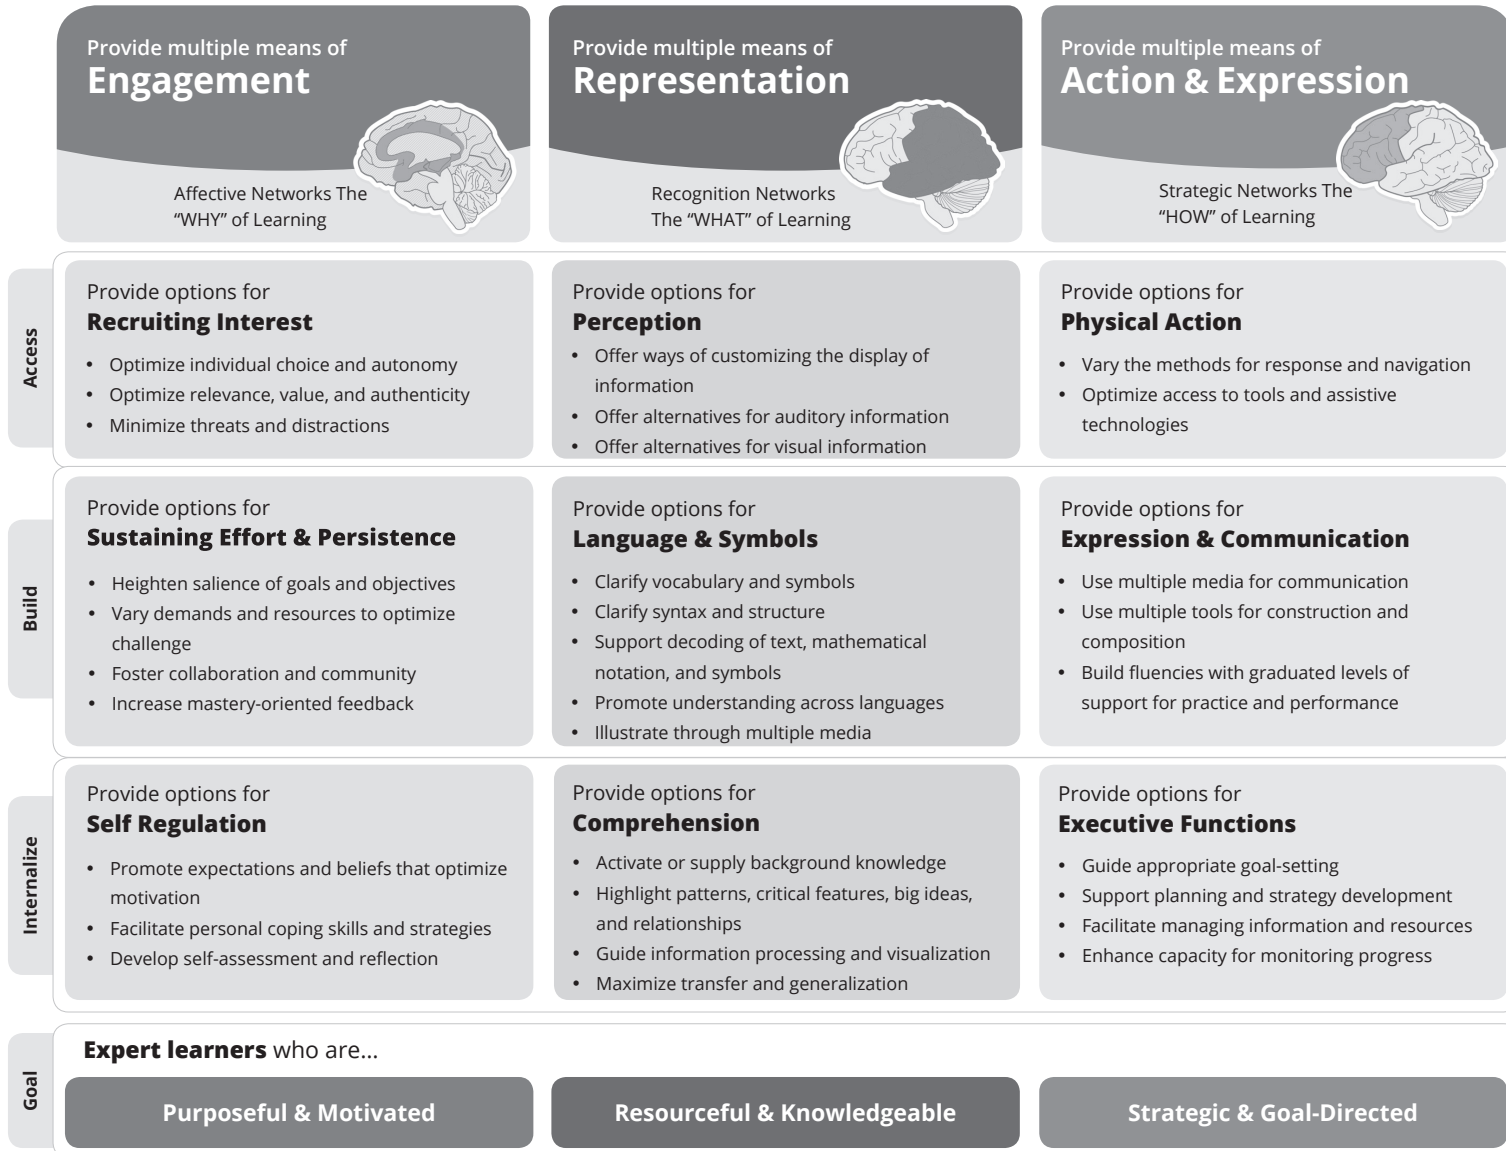 Provide multiple means of
Engagement
Affective Networks The
“WHY” of Learning
Provide multiple means of
Representation
Recognition Networks
The “WHAT” of Learning
Provide multiple means of
Action & Expression
Strategic Networks The
“HOW” of Learning
Access
Provide options for
Recruiting Interest
• Optimize individual choice and autonomy
• Optimize relevance, value, and authenticity
• Minimize threats and distractions
Provide options for
Perception
• Offer ways of customizing the display of
information
• Offer alternatives for auditory information
• Offer alternatives for visual information
Provide options for
Physical Action
• Vary the methods for response and navigation
• Optimize access to tools and assistive
technologies
Build
Provide options for
Sustaining Effort & Persistence
• Heighten salience of goals and objectives
• Vary demands and resources to optimize
challenge
• Foster collaboration and community
• Increase mastery-oriented feedback
Provide options for
Language & Symbols
• Clarify vocabulary and symbols
• Clarify syntax and structure
• Support decoding of text, mathematical
notation, and symbols
• Promote understanding across languages
• Illustrate through multiple media
Provide options for
Expression & Communication
• Use multiple media for communication
• Use multiple tools for construction and
composition
• Build fluencies with graduated levels of
support for practice and performance
Internalize
Provide options for
Self Regulation
• Promote expectations and beliefs that optimize
motivation
• Facilitate personal coping skills and strategies
• Develop self-assessment and reflection
Provide options for
Comprehension
• Activate or supply background knowledge
• Highlight patterns, critical features, big ideas,
and relationships
• Guide information processing and visualization
• Maximize transfer and generalization
Provide options for
Executive Functions
• Guide appropriate goal-setting
• Support planning and strategy development
• Facilitate managing information and resources
• Enhance capacity for monitoring progress
Goal
Expert learners who are...
Purposeful & Motivated
Resourceful & Knowledgeable
Strategic & Goal-Directed